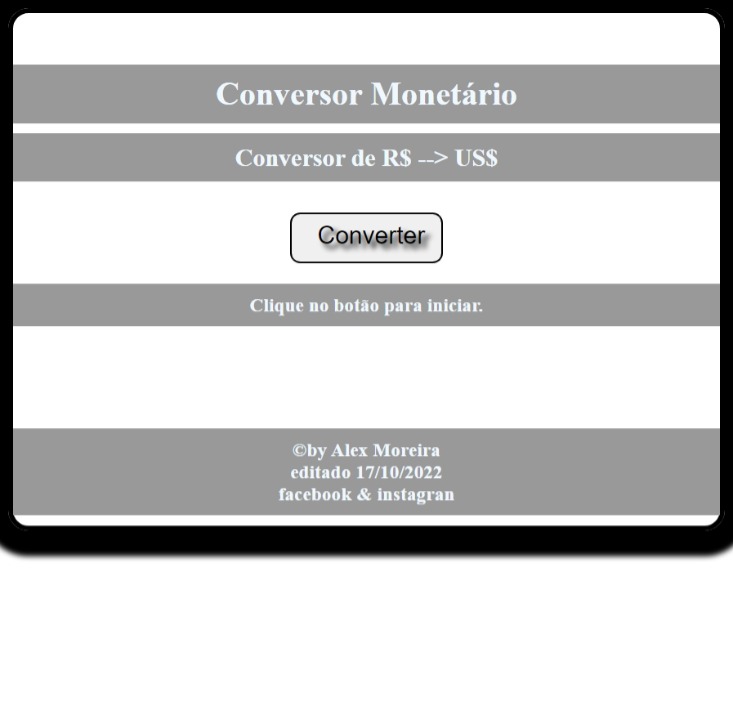 Conversor Monetário
Conversor de R$ --> US$
Converter
Clique no botão para iniciar.
©by Alex Moreira
editado 17/10/2022
facebook & instagran